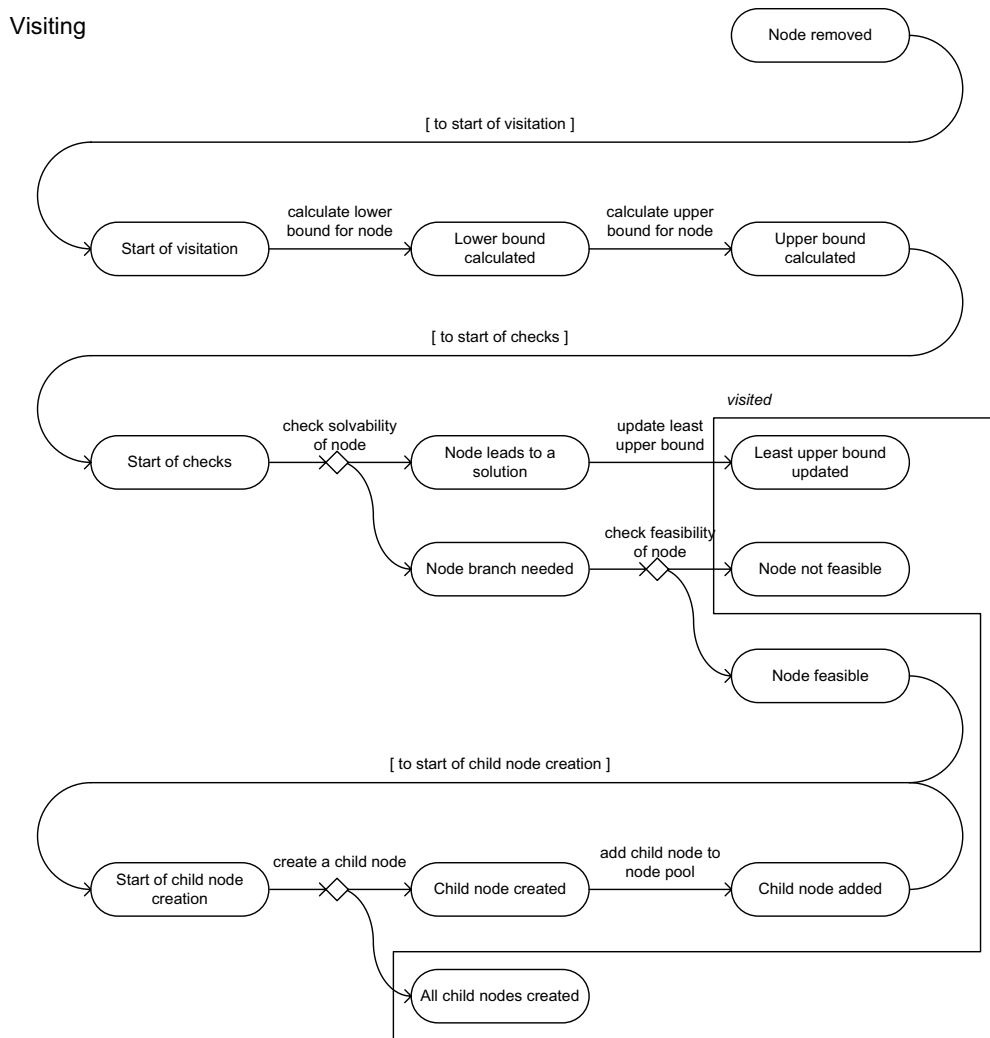 Visiting
Node removed
[ to start of visitation ]
Start of visitation
calculate lower
bound for node
Lower bound
calculated
calculate upper
bound for node
Upper bound
calculated
[ to start of checks ]
visited
Start of checks
check solvability
of node
Node leads to a
solution
update least
upper bound
Least upper bound
updated
Node branch needed
check feasibility
of node
Node not feasible
Node feasible
[ to start of child node creation ]
Start of child node
creation
create a child node
Child node created
add child node to
node pool
Child node added
All child nodes created